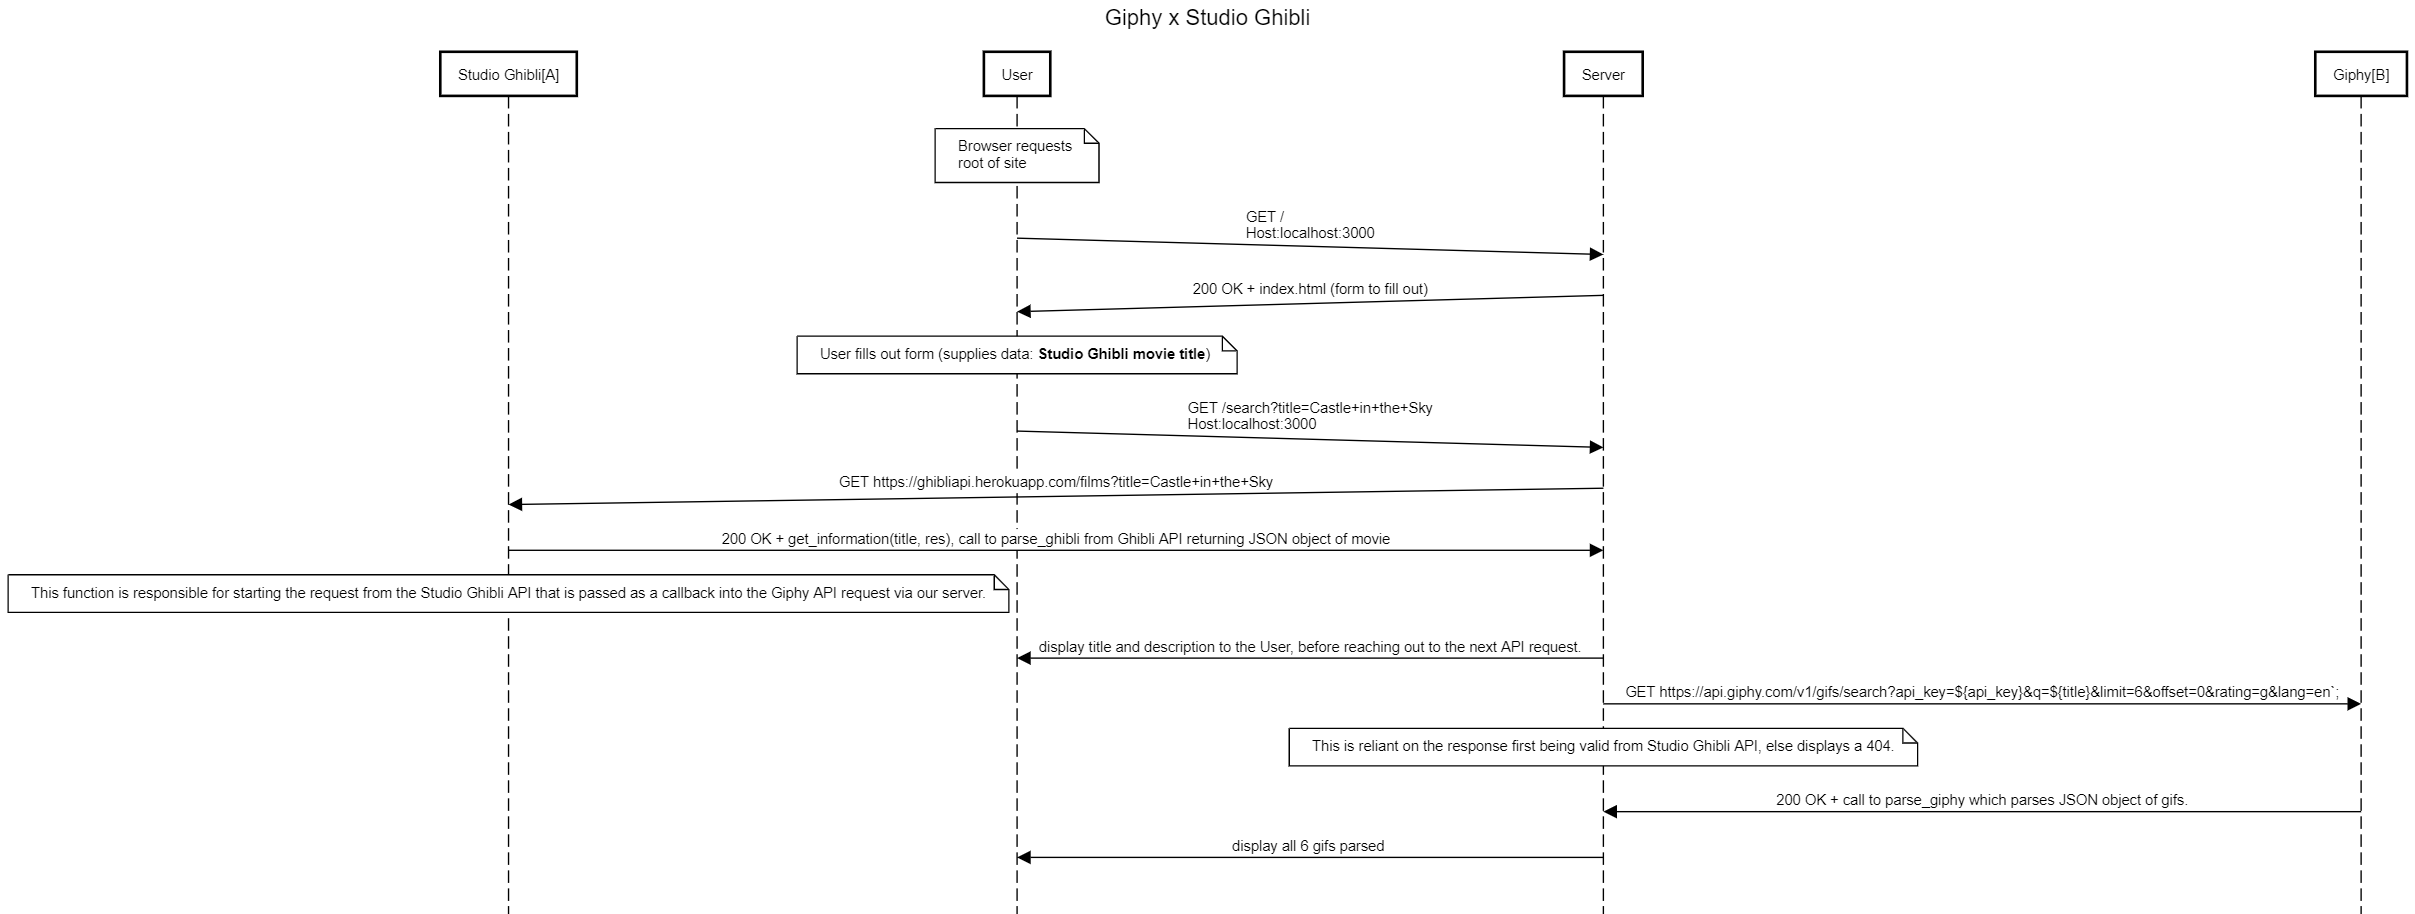 Giphy x Studio Ghibli
Studio Ghibli[A]
User
Server
Giphy[B]
Browser requests
root of site
GET /
Host:localhost:3000
200 OK + index.html (form to fill out)
User fills out form (supplies data: Studio Ghibli movie title)
GET /search?title=Castle+in+the+Sky
Host:localhost:3000
GET https://ghibliapi.herokuapp.com/films?title=Castle+in+the+Sky
200 OK + get_information(title, res), call to parse_ghibli from Ghibli API returning JSON object of movie
This function is responsible for starting the request from the Studio Ghibli API that is passed as a callback into the Giphy API request via our server.
display title and description to the User, before reaching out to the next API request.
GET https://api.giphy.com/v1/gifs/search?api_key=${api_key}&q=${title}&limit=6&offset=0&rating=g&lang=en`;
This is reliant on the response first being valid from Studio Ghibli API, else displays a 404.
200 OK + call to parse_giphy which parses JSON object of gifs.
display all 6 gifs parsed